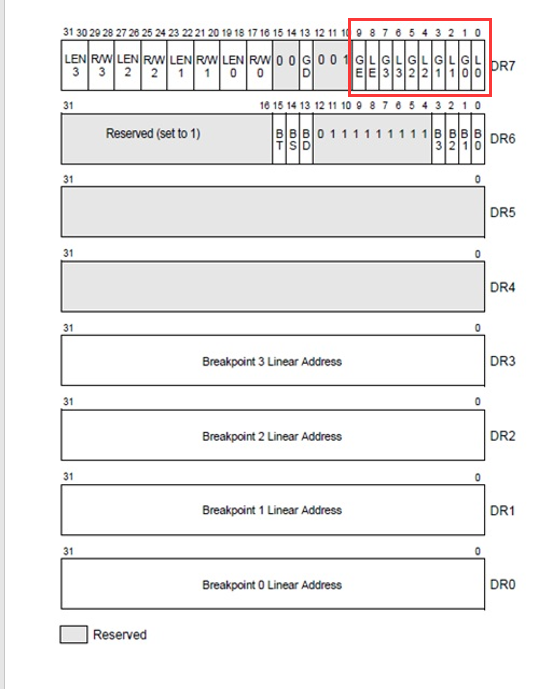 31 30 29 28 27 26 25 24 23 22 21 20 19 18 17 16 15 14 13 12 11 10 9 8 7 6 5 4 3 2 1 0
LEN 3 R/W 3 LEN 2 R/W 2 LEN 1 R/W 1 LEN 0 R/W 0 0 0 G D 0 0 1 G E L E G 3 L 3 G 2 L 2 G 1 L 1 G 0 L 0 DR7
31 16 15 14 13 12 11 10 9 8 7 6 5 4 3 2 1 0
Reserved (set to 1) B T B S B D 0 1 1 1 1 1 1 1 1 B 3 B 2 B 1 B 0 DR6
31 0
DR5
31 0
DR4
31 0
Breakpoint 3 Linear Address DR3
31 0
Breakpoint 2 Linear Address DR2
31 0
Breakpoint 1 Linear Address DR1
31 0
Breakpoint 0 Linear Address DR0
Reserved